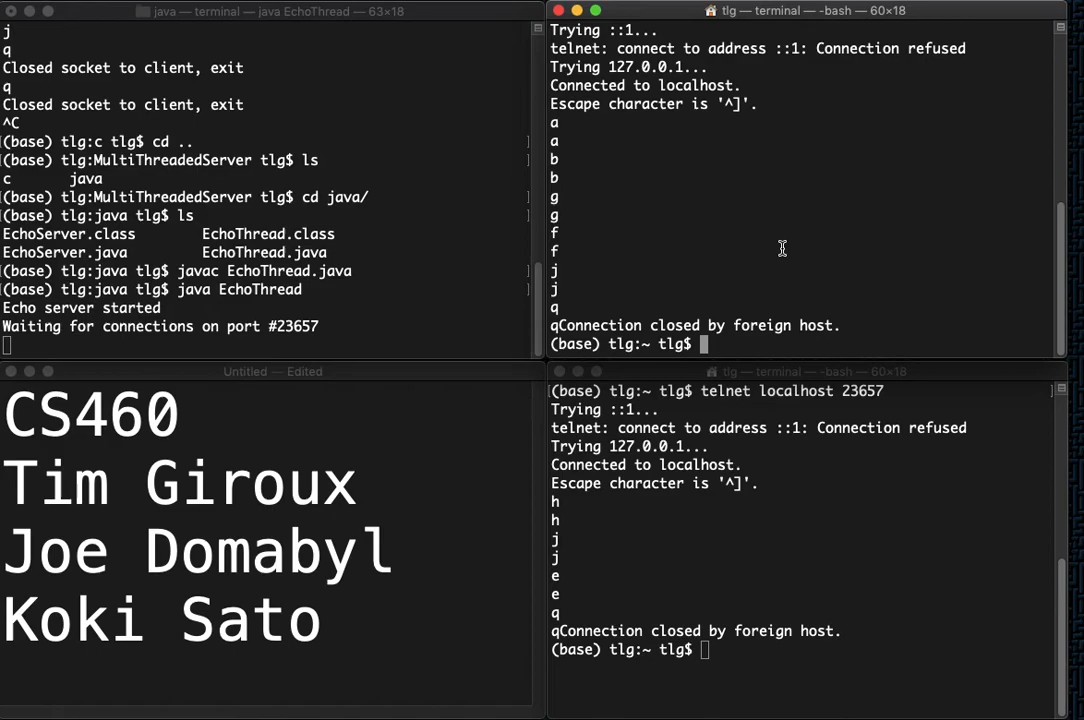 java — terminal — java EchoThread — 63×18
j
q
Closed socket to client, exit
q
Closed socket to client, exit
^C
[(base) tlg:c tlg$ cd .. ]
[(base) tlg:MultiThreadedServer tlg$ ls ]
c java
[(base) tlg:MultiThreadedServer tlg$ cd java/ ]
[(base) tlg:java tlg$ ls ]
EchoServer.class EchoThread.class
EchoServer.java EchoThread.java
[(base) tlg:java tlg$ javac EchoThread.java ]
[(base) tlg:java tlg$ java EchoThread ]
Echo server started
Waiting for connections on port #23657
tlg — terminal — -bash — 60×18
Trying ::1...
telnet: connect to address ::1: Connection refused
Trying 127.0.0.1...
Connected to localhost.
Escape character is '^]'.
a
a
b
b
g
g
f
f
j
j
q
qConnection closed by foreign host.
(base) tlg:~ tlg$
Untitled — Edited
CS460
Tim Giroux
Joe Domabyl
Koki Sato
tlg — terminal — -bash — 60×18
[(base) tlg:~ tlg$ telnet localhost 23657 ]
Trying ::1...
telnet: connect to address ::1: Connection refused
Trying 127.0.0.1...
Connected to localhost.
Escape character is '^]'.
h
h
j
j
e
e
q
qConnection closed by foreign host.
(base) tlg:~ tlg$